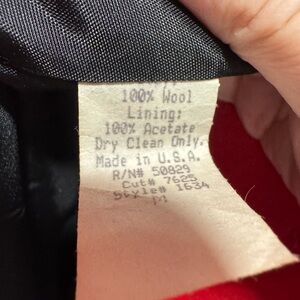 100% Wool
Lining:
100% Acetate
Dry Clean Only.
Made in U.S.A.
R/N# 50829
Cut# 7625
Style# 1634
M